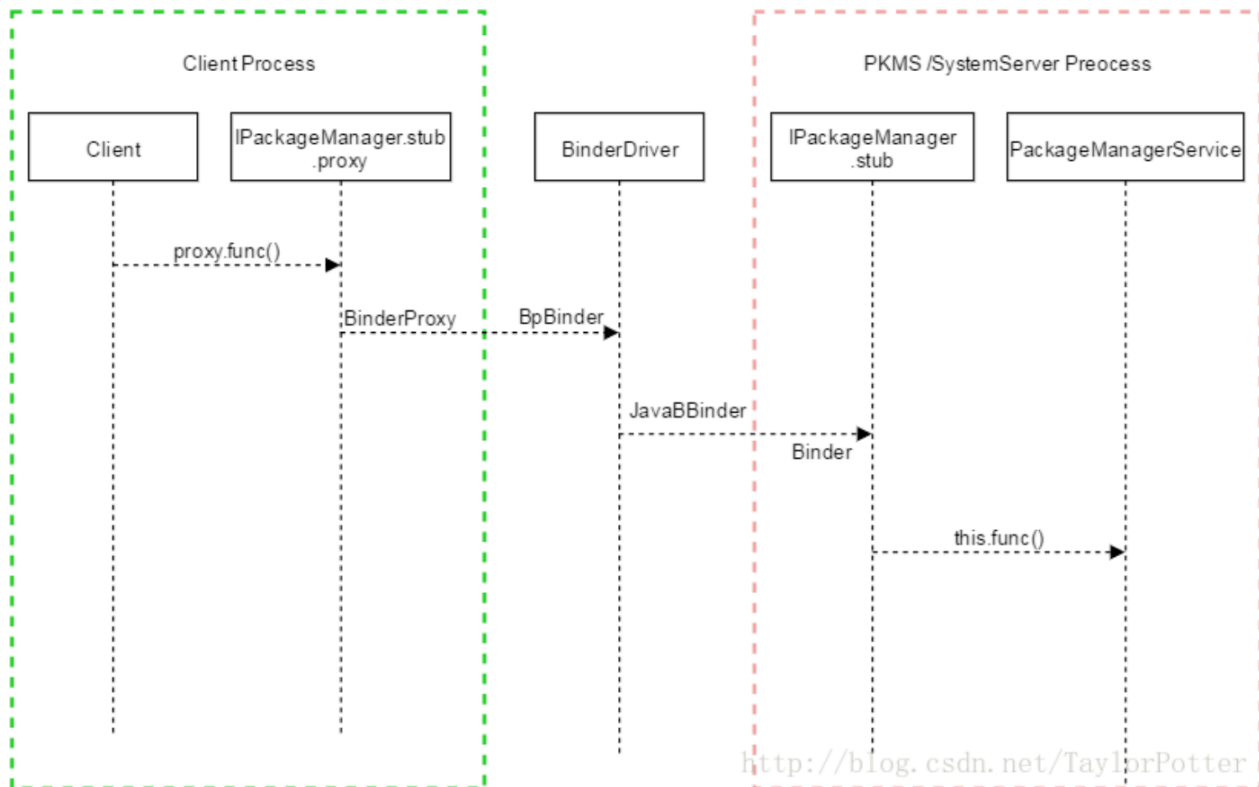 Client Process
PKMS /SystemServer Preocess
Client
IPackageManager.stub
.proxy
BinderDriver
IPackageManager
.stub
PackageManagerService
proxy.func()
BinderProxy
BpBinder
JavaBBinder
Binder
this.func()
http://blog.csdn.net/TaylorPotter